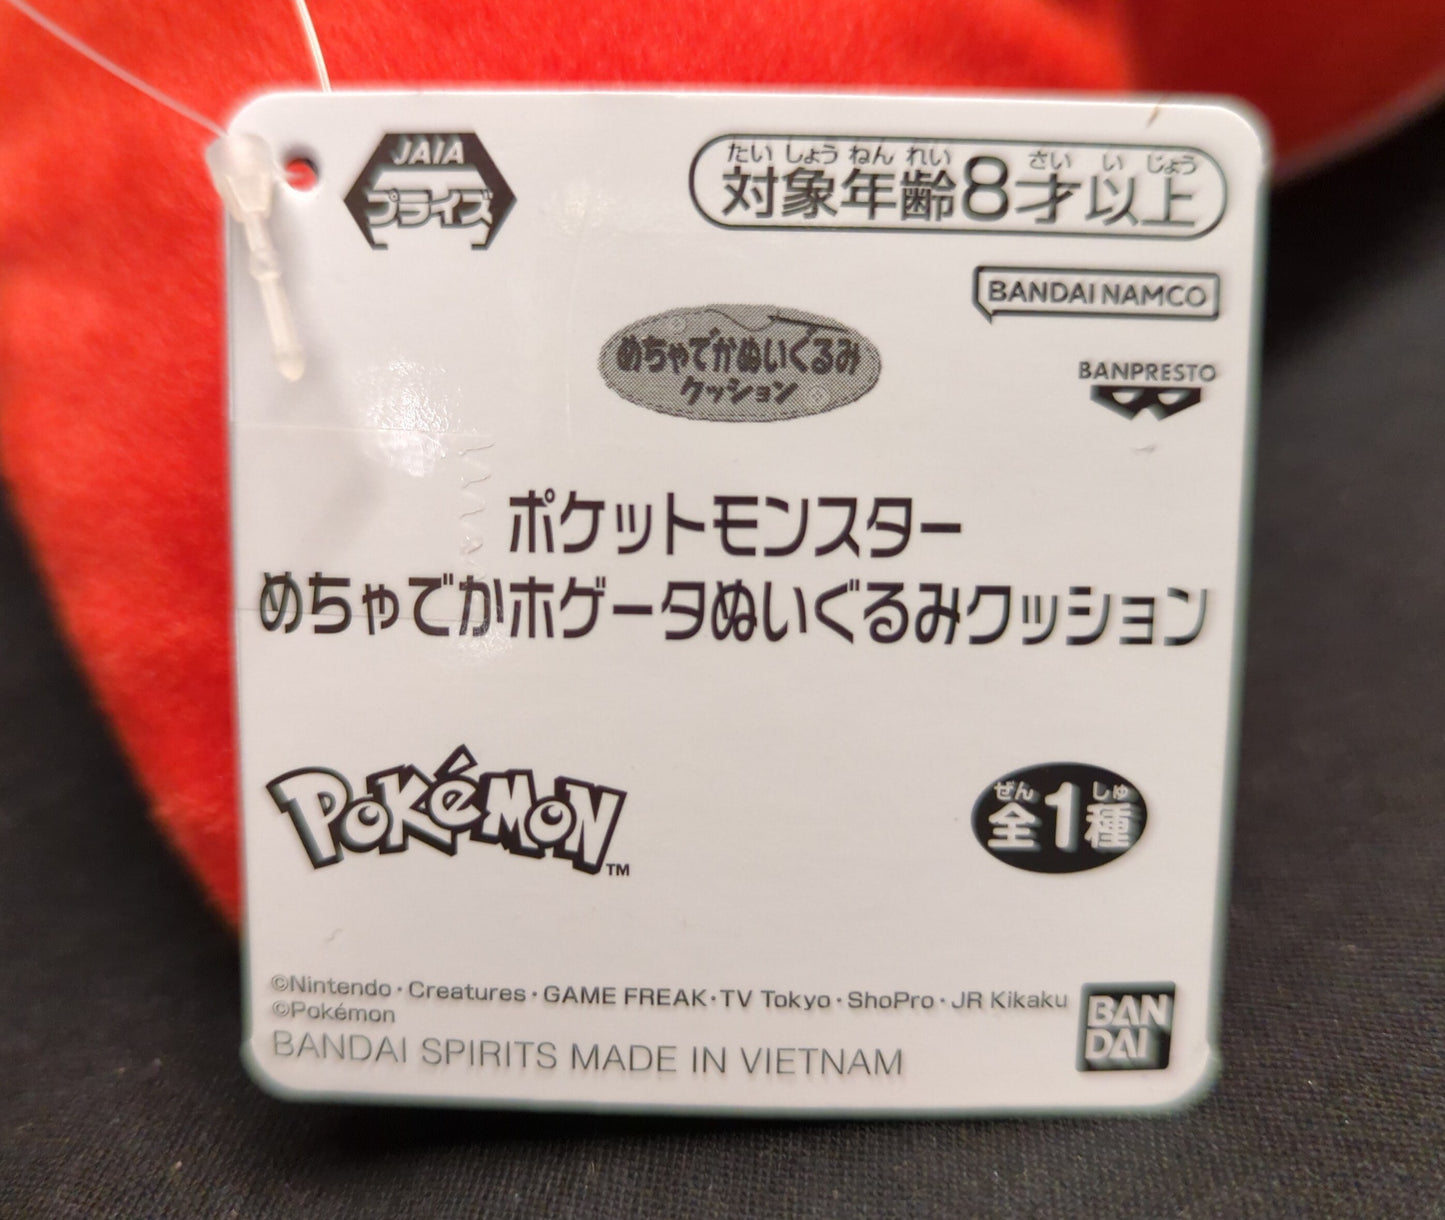 JAIA
プライズ
たいしょうねんれい さい いじょう
対象年齢8才以上
BANDAI NAMCO
めちゃでかぬいぐるみ
クッション
BANPRESTO
ポケットモンスター
めちゃでかホゲータぬいぐるみクッション
POKéMON™
ぜん しゅ
全1種
©Nintendo・Creatures・GAME FREAK・TV Tokyo・ShoPro・JR Kikaku
©Pokémon
BANDAI SPIRITS MADE IN VIETNAM
BAN
DAI